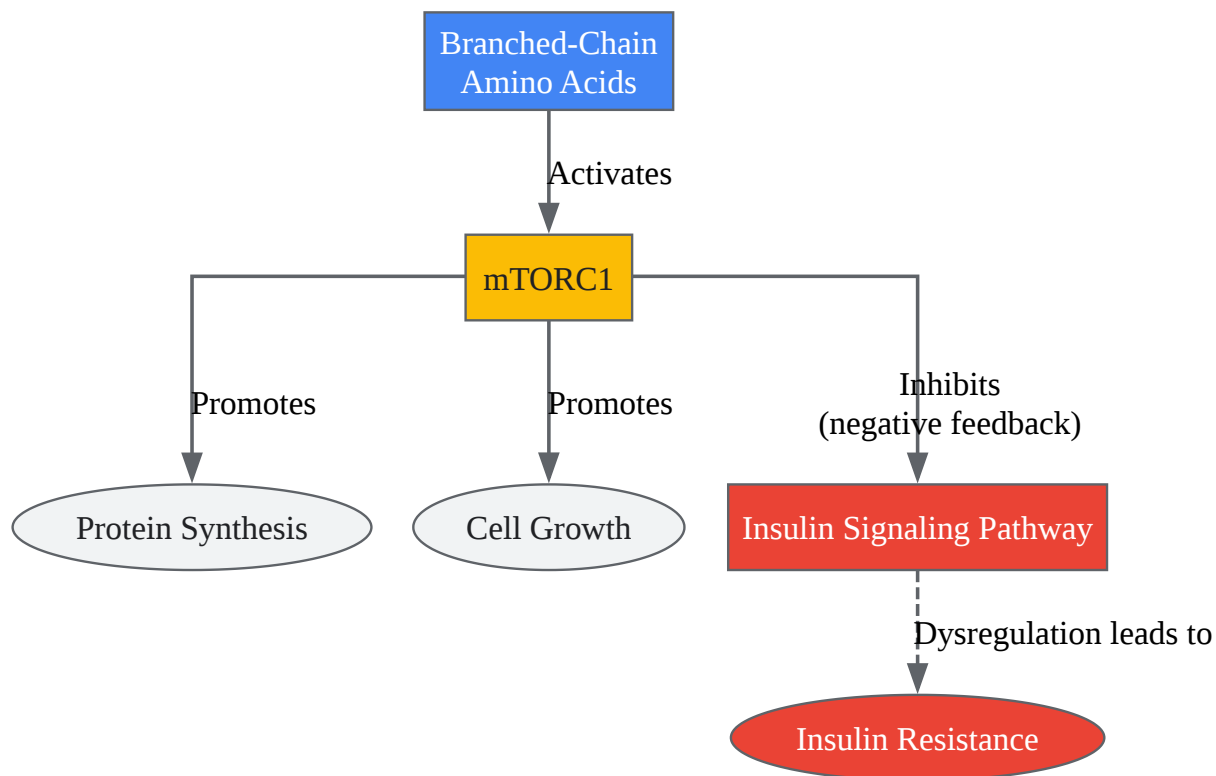 Branched-Chain
Amino Acids
Activates
mTORC1
Promotes
Promotes
Inhibits
(negative feedback)
Protein Synthesis
Cell Growth
Insulin Signaling Pathway
Dysregulation leads to
Insulin Resistance